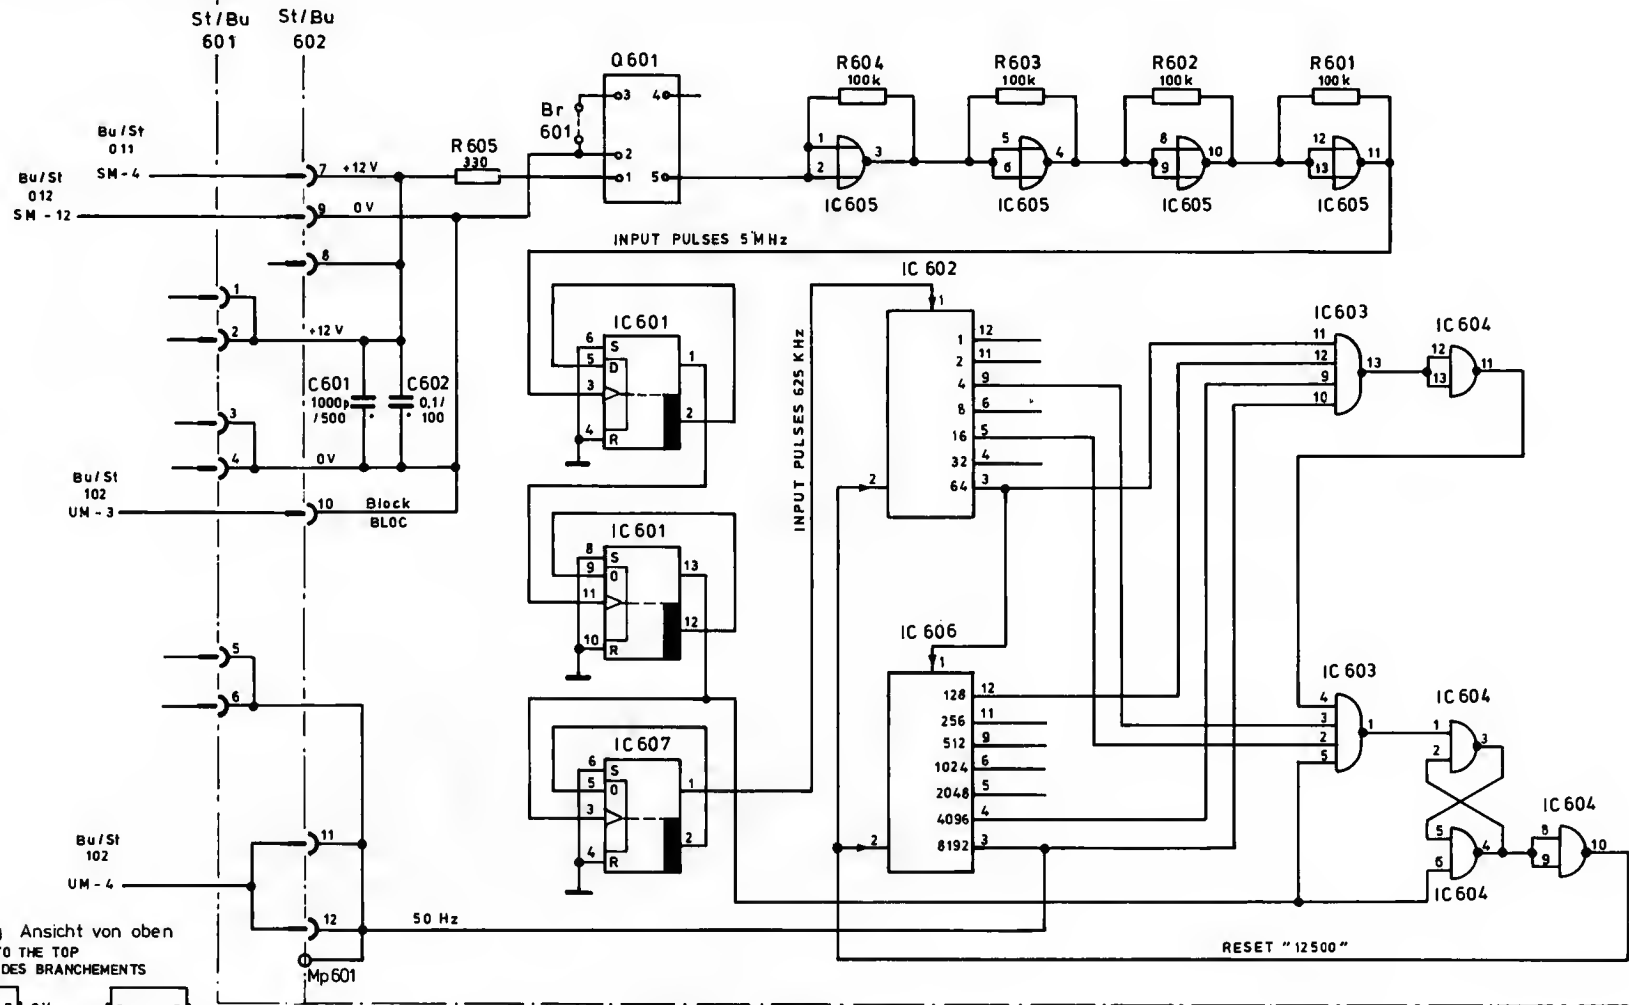 St/Bu 601
St/Bu 602
Bu/St 011
SM-4
Bu/St 012
SM-12
7 +12V
9 0V
8
1
2 +12V
3
4 0V
C601 1000p /500
C602 0,1/ 100
Bu/St 102
UM-3
10 Block
BLOC
5
6
Bu/St 102
UM-4
11
12 50 Hz
Mp601
Ansicht von oben
TO THE TOP
DES BRANCHEMENTS
R605 330
Br 601
Q601
3 4
2
1 5
R604 100k
1 2 3
IC605
R603 100k
5 6 4
IC605
R602 100k
8 9 10
IC605
R601 100k
12 13 11
IC605
INPUT PULSES 5MHz
IC601
6 S
5 D
3
4 R
1
2
IC601
8 S
9 D
11
10 R
13
12
IC607
6 S
5 D
3
4 R
1
2
INPUT PULSES 625 KHz
IC 602
1
1 12
2 11
4 9
8 6
16 5
32 4
64 3
2
IC 606
1
128 12
256 11
512 9
1024 6
2048 5
4096 4
8192 3
2
IC603
11
12
9
10
13
IC604
12
13
11
IC603
4
3
2
5
1
IC604
1
2
3
5
6
4
IC604
IC604
8
9
10
RESET "12500"